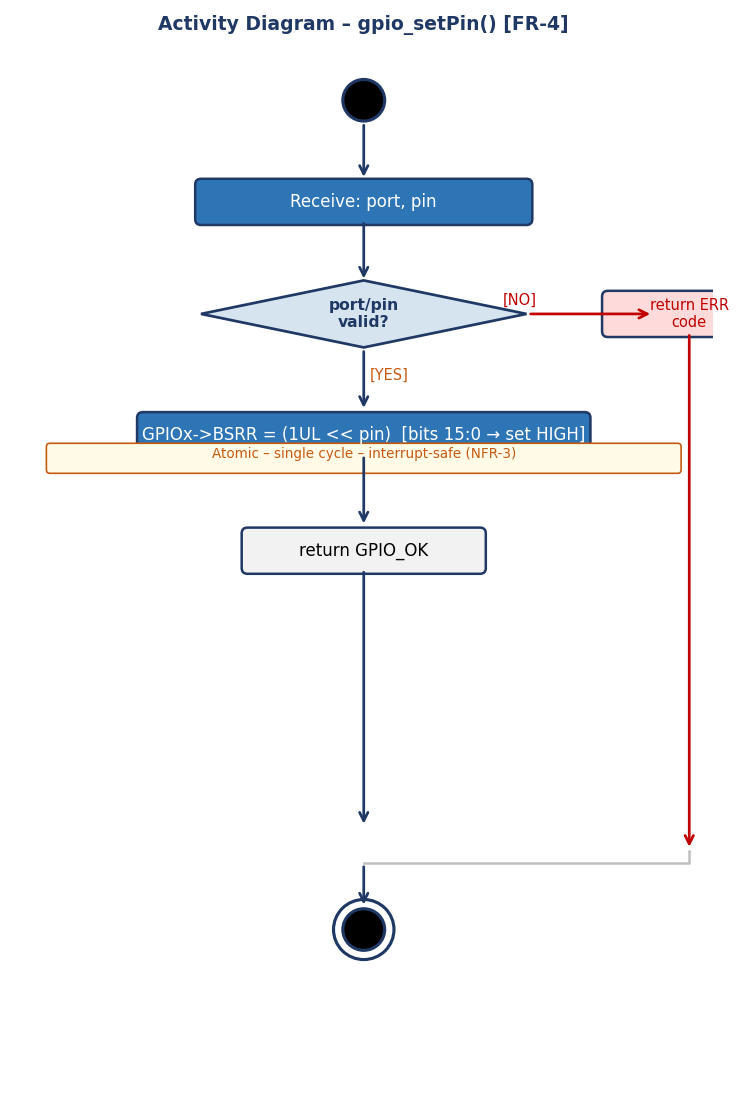 Activity Diagram – gpio_setPin() [FR-4]
Receive: port, pin
port/pin
valid?
[NO]
return ERR
code
[YES]
GPIOx->BSRR = (1UL << pin)  [bits 15:0 → set HIGH]
Atomic – single cycle – interrupt-safe (NFR-3)
return GPIO_OK